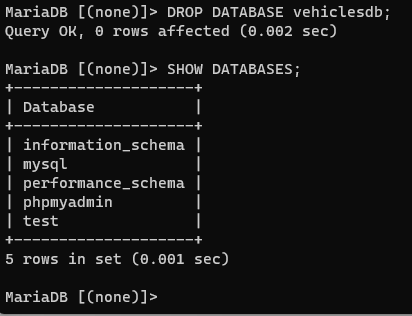 MariaDB [(none)]> DROP DATABASE vehiclesdb;
Query OK, 0 rows affected (0.002 sec)
MariaDB [(none)]> SHOW DATABASES;
+--------------------+
| Database           |
+--------------------+
| information_schema |
| mysql              |
| performance_schema |
| phpmyadmin         |
| test               |
+--------------------+
5 rows in set (0.001 sec)
MariaDB [(none)]>